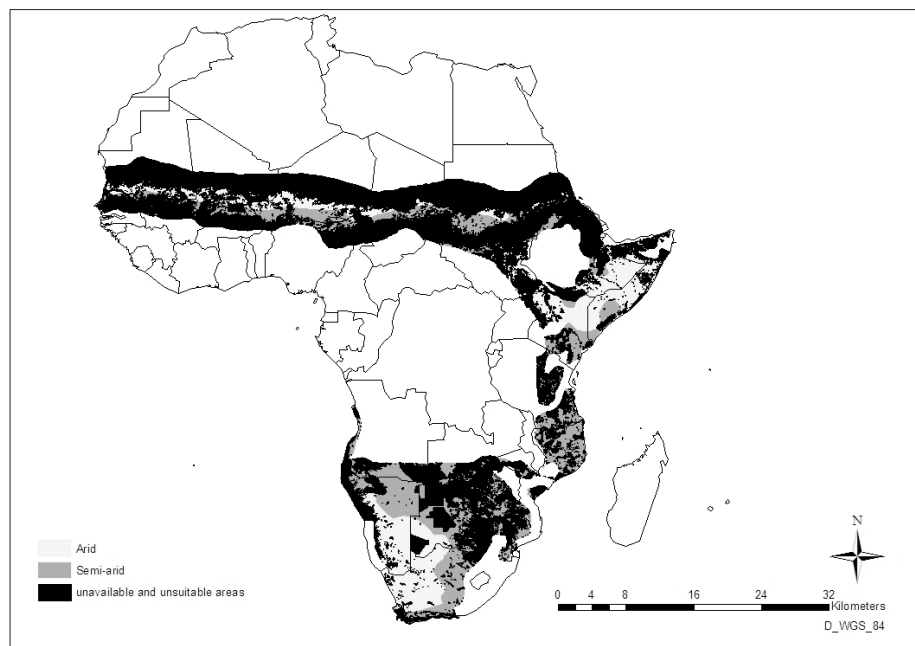 Arid
Semi-arid
unavailable and unsuitable areas
N
0 4 8 16 24 32
Kilometers
D_WGS_84